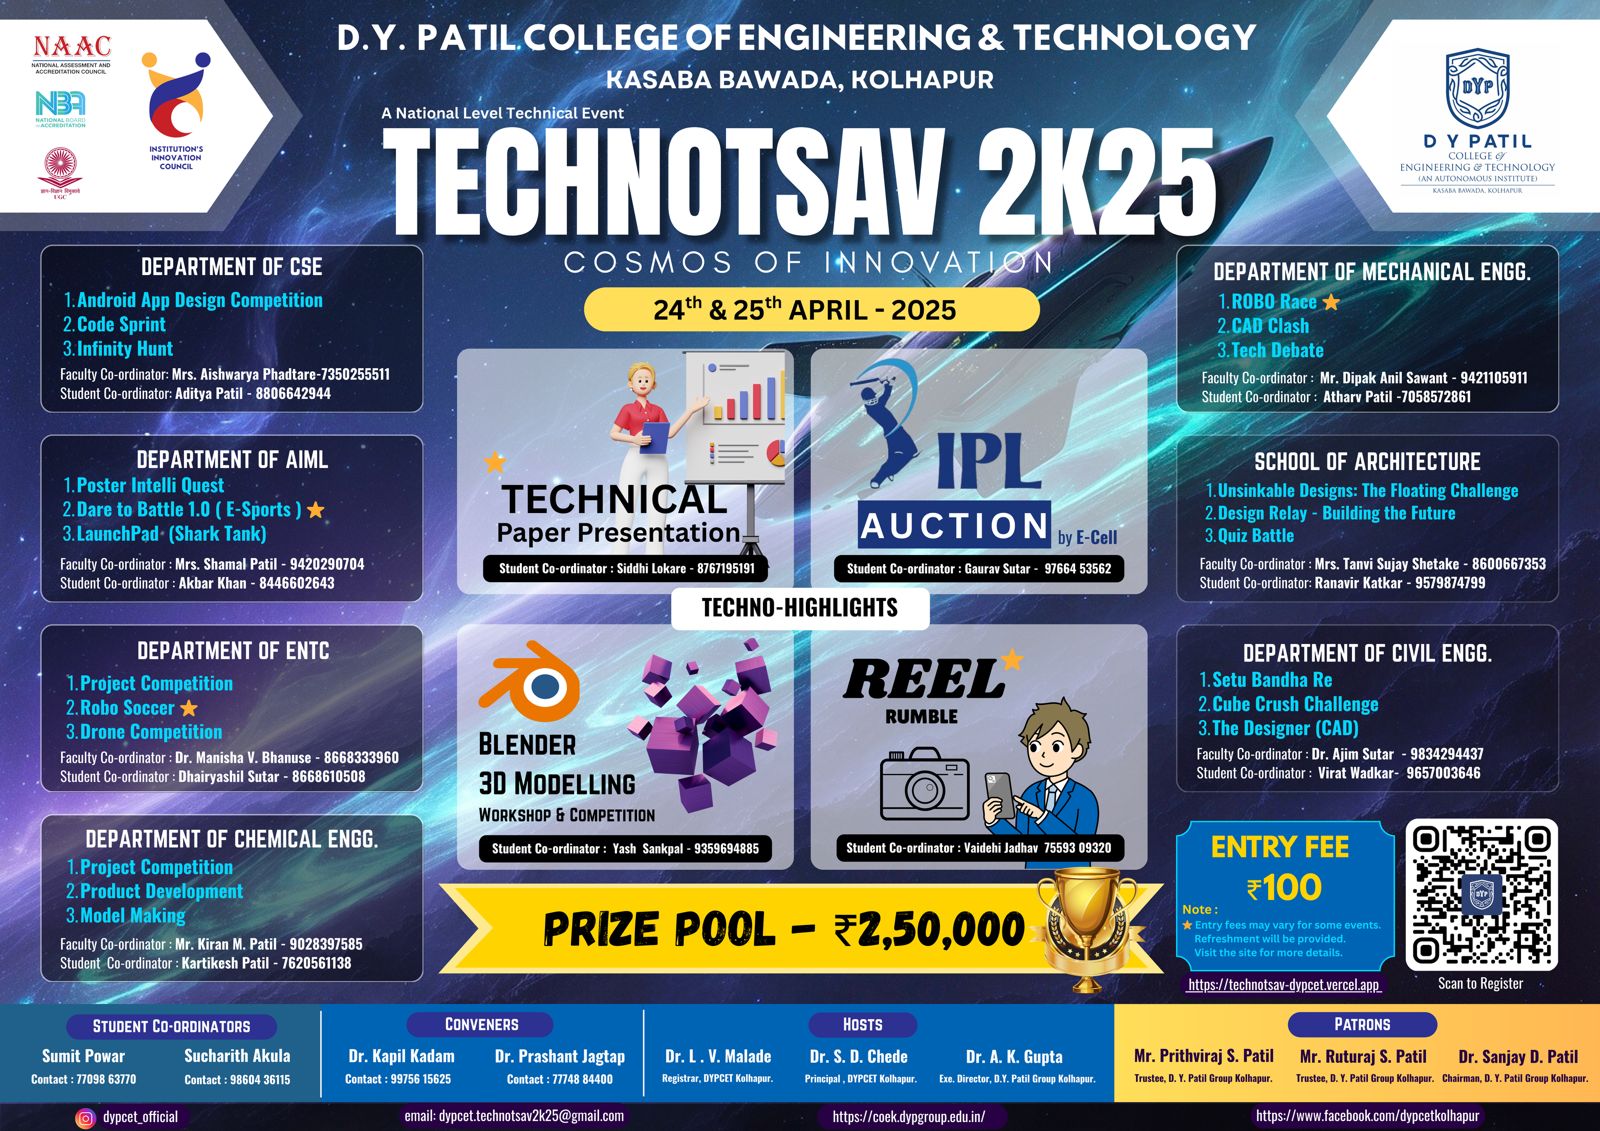 NAAC
NATIONAL ASSESSMENT AND
ACCREDITATION COUNCIL
NBA
NATIONAL BOARD
of ACCREDITATION
INSTITUTION'S
INNOVATION
COUNCIL
ज्ञान-विज्ञान विमुक्तये
UGC
D.Y. PATIL COLLEGE OF ENGINEERING & TECHNOLOGY
KASABA BAWADA, KOLHAPUR
A National Level Technical Event
TECHNOTSAV 2K25
COSMOS OF INNOVATION
24th & 25th APRIL - 2025
DYP
D Y PATIL
COLLEGE of
ENGINEERING & TECHNOLOGY
(AN AUTONOMOUS INSTITUTE)
KASABA BAWADA, KOLHAPUR
DEPARTMENT OF CSE
1.Android App Design Competition
2.Code Sprint
3.Infinity Hunt
Faculty Co-ordinator: Mrs. Aishwarya Phadtare-7350255511
Student Co-ordinator: Aditya Patil - 8806642944
DEPARTMENT OF AIML
1.Poster Intelli Quest
2.Dare to Battle 1.0 ( E-Sports )
3.LaunchPad (Shark Tank)
Faculty Co-ordinator : Mrs. Shamal Patil - 9420290704
Student Co-ordinator : Akbar Khan - 8446602643
DEPARTMENT OF ENTC
1.Project Competition
2.Robo Soccer
3.Drone Competition
Faculty Co-ordinator : Dr. Manisha V. Bhanuse - 8668333960
Student Co-ordinator : Dhairyashil Sutar - 8668610508
DEPARTMENT OF CHEMICAL ENGG.
1.Project Competition
2.Product Development
3.Model Making
Faculty Co-ordinator : Mr. Kiran M. Patil - 9028397585
Student Co-ordinator : Kartikesh Patil - 7620561138
TECHNICAL
Paper Presentation
Student Co-ordinator : Siddhi Lokare - 8767195191
IPL
AUCTION by E-Cell
Student Co-ordinator : Gaurav Sutar - 97664 53562
TECHNO-HIGHLIGHTS
BLENDER
3D MODELLING
WORKSHOP & COMPETITION
Student Co-ordinator : Yash Sankpal - 9359694885
REEL
RUMBLE
Student Co-ordinator : Vaidehi Jadhav 75593 09320
PRIZE POOL - ₹2,50,000
DEPARTMENT OF MECHANICAL ENGG.
1.ROBO Race
2.CAD Clash
3.Tech Debate
Faculty Co-ordinator : Mr. Dipak Anil Sawant - 9421105911
Student Co-ordinator : Atharv Patil -7058572861
SCHOOL OF ARCHITECTURE
1.Unsinkable Designs: The Floating Challenge
2.Design Relay - Building the Future
3.Quiz Battle
Faculty Co-ordinator : Mrs. Tanvi Sujay Shetake - 8600667353
Student Co-ordinator: Ranavir Katkar - 9579874799
DEPARTMENT OF CIVIL ENGG.
1.Setu Bandha Re
2.Cube Crush Challenge
3.The Designer (CAD)
Faculty Co-ordinator : Dr. Ajim Sutar - 9834294437
Student Co-ordinator : Virat Wadkar- 9657003646
ENTRY FEE
₹100
Note :
Entry fees may vary for some events.
Refreshment will be provided.
Visit the site for more details.
https://technotsav-dypcet.vercel.app
DYP
Scan to Register
STUDENT CO-ORDINATORS
Sumit Powar
Contact : 77098 63770
Sucharith Akula
Contact : 98604 36115
CONVENERS
Dr. Kapil Kadam
Contact : 99756 15625
Dr. Prashant Jagtap
Contact : 77748 84400
HOSTS
Dr. L . V. Malade
Registrar, DYPCET Kolhapur.
Dr. S. D. Chede
Principal , DYPCET Kolhapur.
Dr. A. K. Gupta
Exe. Director, D.Y. Patil Group Kolhapur.
PATRONS
Mr. Prithviraj S. Patil
Trustee, D. Y. Patil Group Kolhapur.
Mr. Ruturaj S. Patil
Trustee, D. Y. Patil Group Kolhapur.
Dr. Sanjay D. Patil
Chairman, D. Y. Patil Group Kolhapur.
dypcet_official
email: dypcet.technotsav2k25@gmail.com
https://coek.dypgroup.edu.in/
https://www.facebook.com/dypcetkolhapur